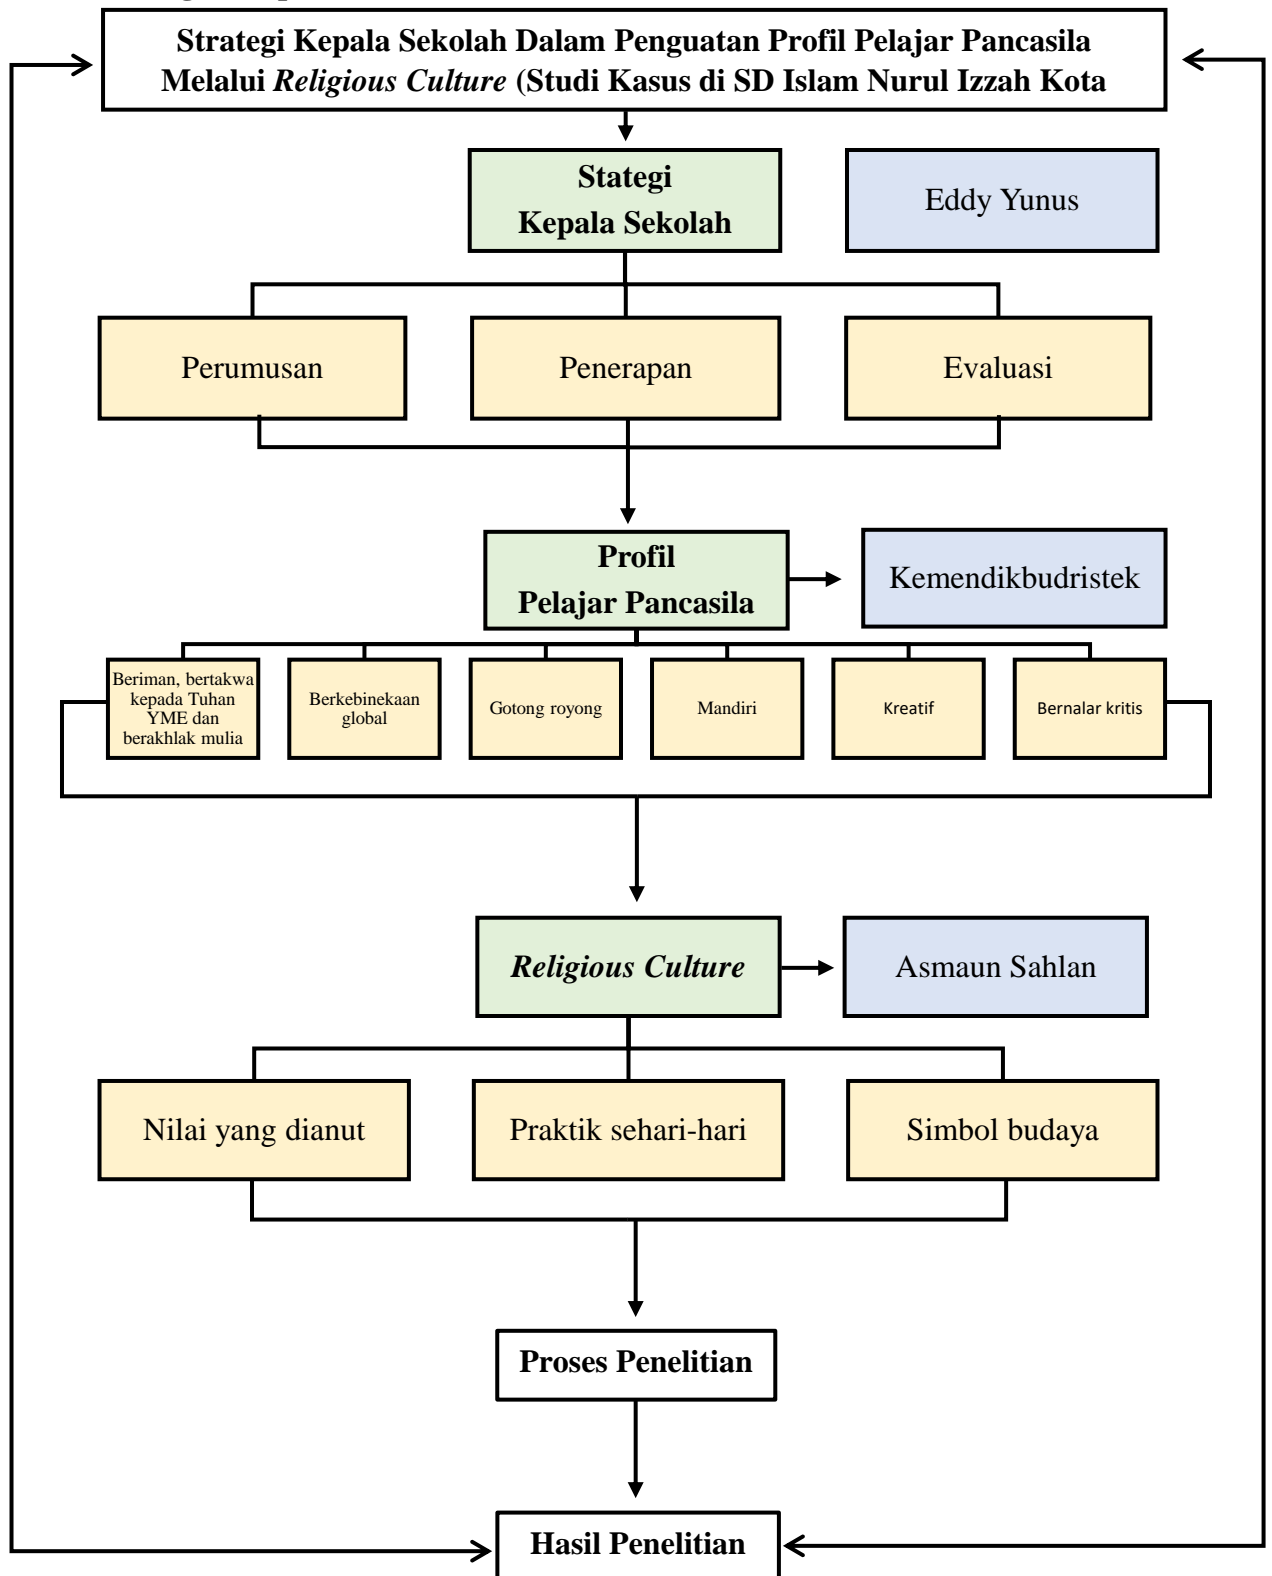 Strategi Kepala Sekolah Dalam Penguatan Profil Pelajar Pancasila
Melalui Religious Culture (Studi Kasus di SD Islam Nurul Izzah Kota
Stategi
Kepala Sekolah
Eddy Yunus
Perumusan
Penerapan
Evaluasi
Profil
Pelajar Pancasila
Kemendikbudristek
Beriman, bertakwa
kepada Tuhan
YME dan
berakhlak mulia
Berkebinekaan
global
Gotong royong
Mandiri
Kreatif
Bernalar kritis
Religious Culture
Asmaun Sahlan
Nilai yang dianut
Praktik sehari-hari
Simbol budaya
Proses Penelitian
Hasil Penelitian